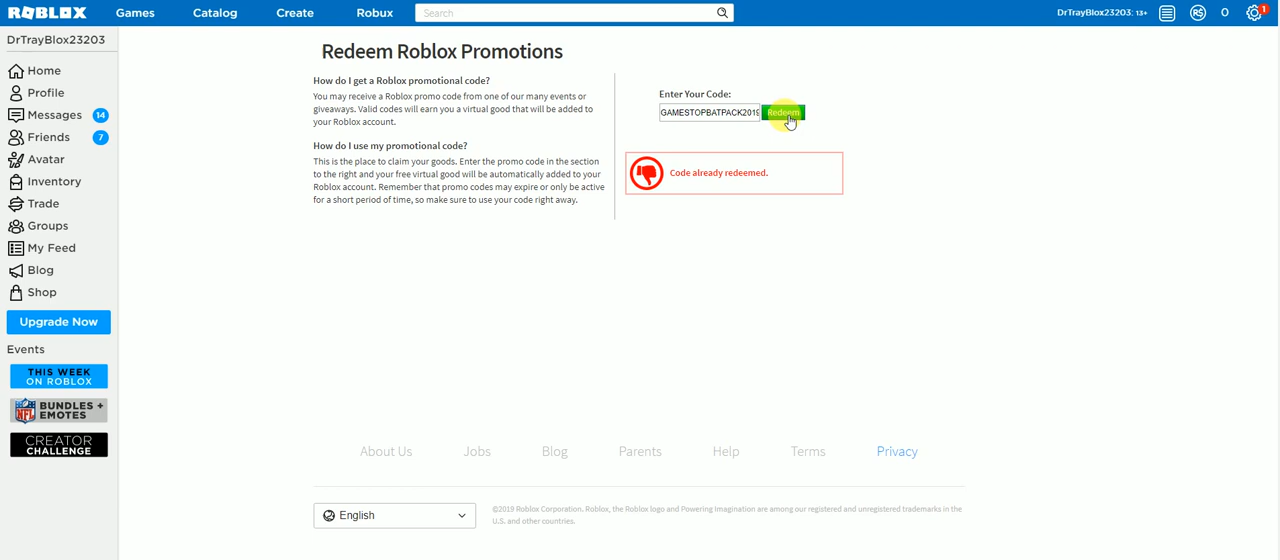 ROBLOX Games Catalog Create Robux Search DrTrayBlox23203: 13+ R$ 0 1
DrTrayBlox23203
Home
Profile
Messages 14
Friends 7
Avatar
Inventory
Trade
Groups
My Feed
Blog
Shop
Upgrade Now
Events
THIS WEEK
ON ROBLOX
NFL BUNDLES +
EMOTES
CREATOR
CHALLENGE
Redeem Roblox Promotions
How do I get a Roblox promotional code?
You may receive a Roblox promo code from one of our many events or
giveaways. Valid codes will earn you a virtual good that will be added to
your Roblox account.
How do I use my promotional code?
This is the place to claim your goods. Enter the promo code in the section
to the right and your free virtual good will be automatically added to your
Roblox account. Remember that promo codes may expire or only be active
for a short period of time, so make sure to use your code right away.
Enter Your Code:
GAMESTOPBATPACK2019 Redeem
Code already redeemed.
About Us Jobs Blog Parents Help Terms Privacy
English
©2019 Roblox Corporation. Roblox, the Roblox logo and Powering Imagination are among our registered and unregistered trademarks in the
U.S. and other countries.